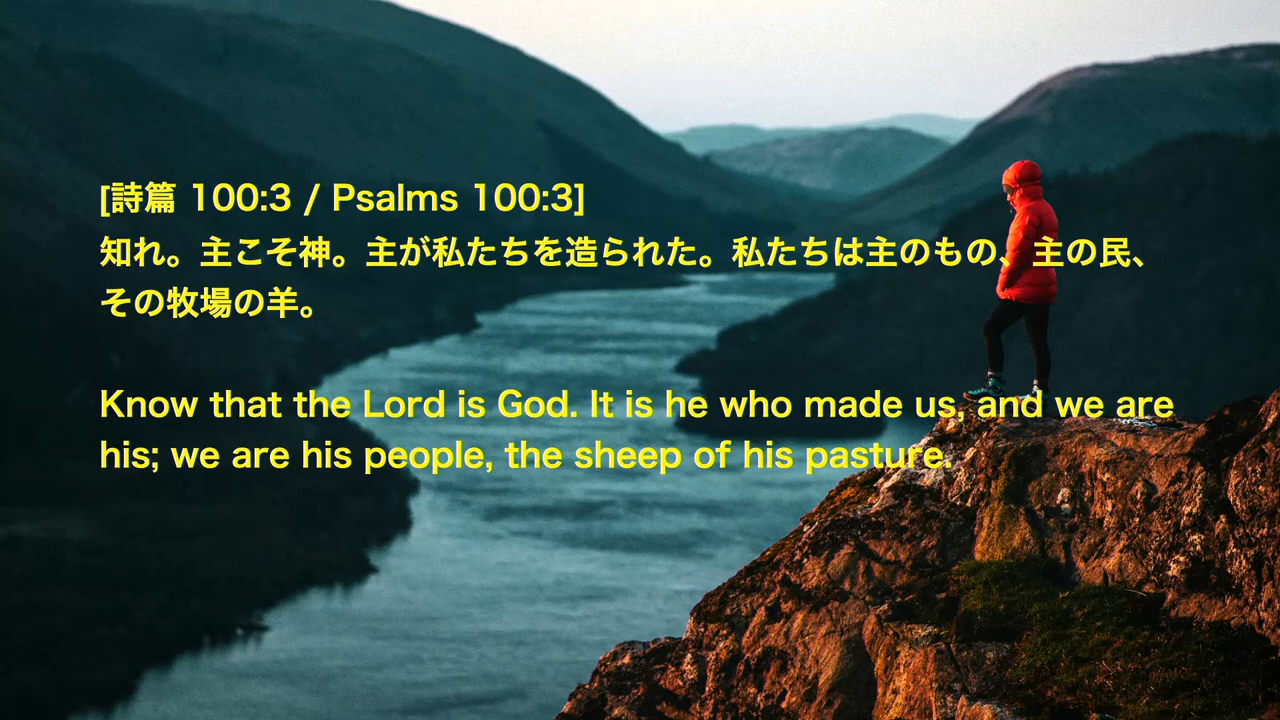 [詩篇 100:3 / Psalms 100:3]
知れ。主こそ神。主が私たちを造られた。私たちは主のもの、主の民、
その牧場の羊。
Know that the Lord is God. It is he who made us, and we are
his; we are his people, the sheep of his pasture.